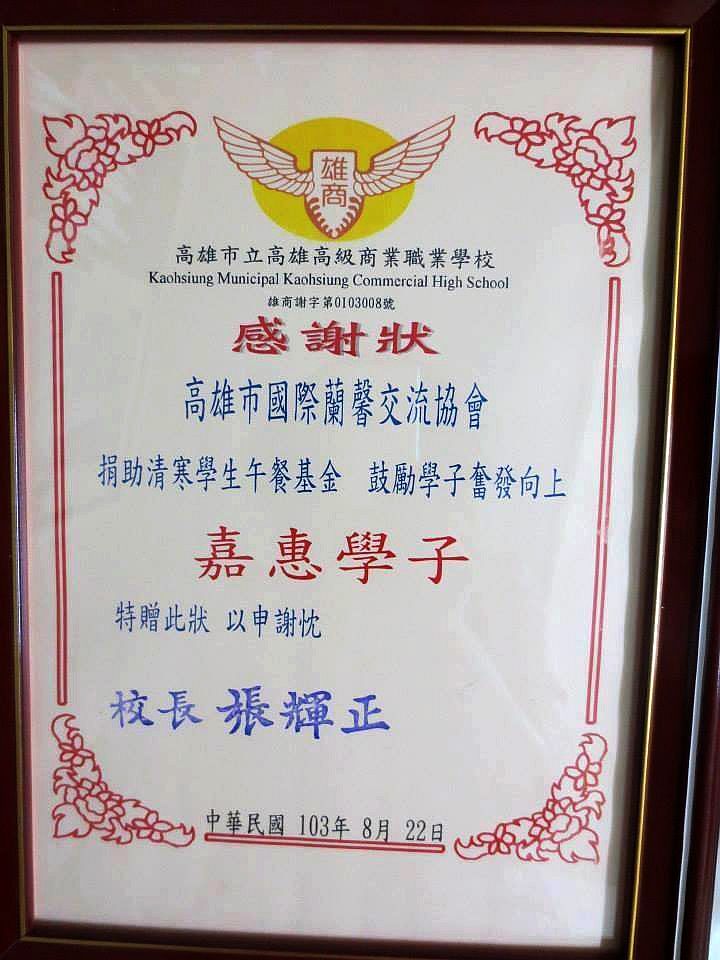 雄商
高雄市立高雄高級商業職業學校
Kaohsiung Municipal Kaohsiung Commercial High School
雄商謝字第0103008號
感謝狀
高雄市國際蘭馨交流協會
捐助清寒學生午餐基金 鼓勵學子奮發向上
嘉惠學子
特贈此狀 以申謝忱
校長 張輝正
中華民國 103年 8月 22日